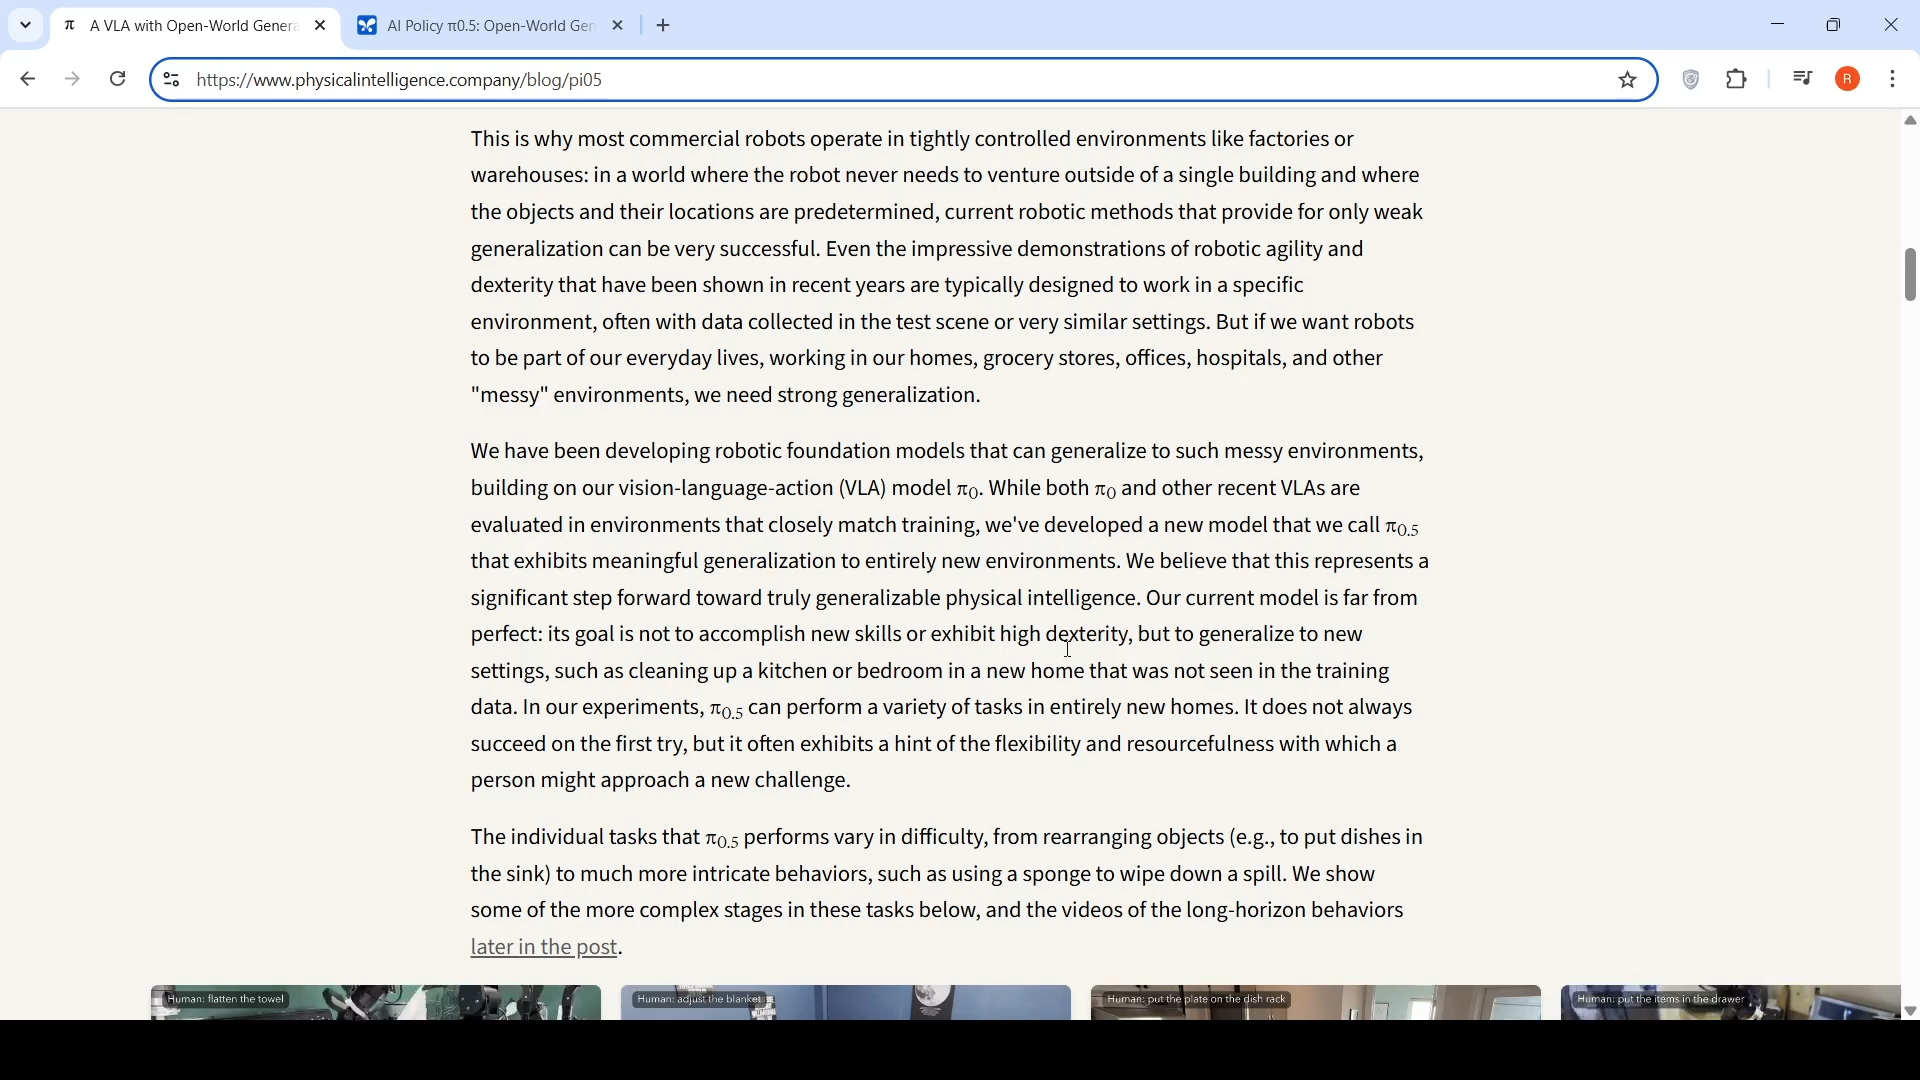 π A VLA with Open-World Genera
AI Policy π0.5: Open-World Gen
https://www.physicalintelligence.company/blog/pi05
R
This is why most commercial robots operate in tightly controlled environments like factories or
warehouses: in a world where the robot never needs to venture outside of a single building and where
the objects and their locations are predetermined, current robotic methods that provide for only weak
generalization can be very successful. Even the impressive demonstrations of robotic agility and
dexterity that have been shown in recent years are typically designed to work in a specific
environment, often with data collected in the test scene or very similar settings. But if we want robots
to be part of our everyday lives, working in our homes, grocery stores, offices, hospitals, and other
"messy" environments, we need strong generalization.
We have been developing robotic foundation models that can generalize to such messy environments,
building on our vision-language-action (VLA) model π0. While both π0 and other recent VLAs are
evaluated in environments that closely match training, we've developed a new model that we call π0.5
that exhibits meaningful generalization to entirely new environments. We believe that this represents a
significant step forward toward truly generalizable physical intelligence. Our current model is far from
perfect: its goal is not to accomplish new skills or exhibit high dexterity, but to generalize to new
settings, such as cleaning up a kitchen or bedroom in a new home that was not seen in the training
data. In our experiments, π0.5 can perform a variety of tasks in entirely new homes. It does not always
succeed on the first try, but it often exhibits a hint of the flexibility and resourcefulness with which a
person might approach a new challenge.
The individual tasks that π0.5 performs vary in difficulty, from rearranging objects (e.g., to put dishes in
the sink) to much more intricate behaviors, such as using a sponge to wipe down a spill. We show
some of the more complex stages in these tasks below, and the videos of the long-horizon behaviors
later in the post.
Human: flatten the towel
Human: adjust the blanket
Human: put the plate on the dish rack
Human: put the items in the drawer